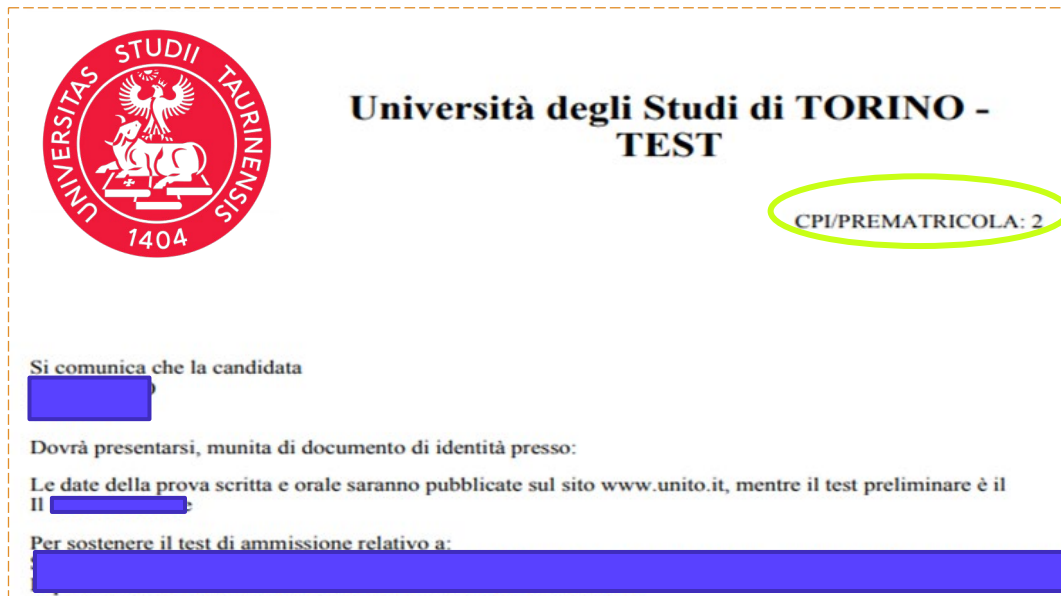 UNIVERSITAS STUDII TAURINENSIS
1404
Università degli Studi di TORINO -
TEST
CPI/PREMATRICOLA: 2
Si comunica che la candidata
Dovrà presentarsi, munita di documento di identità presso:
Le date della prova scritta e orale saranno pubblicate sul sito www.unito.it, mentre il test preliminare è il
Il
Per sostenere il test di ammissione relativo a: